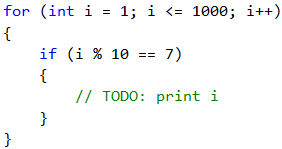 for (int i = 1; i <= 1000; i++)
{
    if (i % 10 == 7)
    {
        // TODO: print i
    }
}